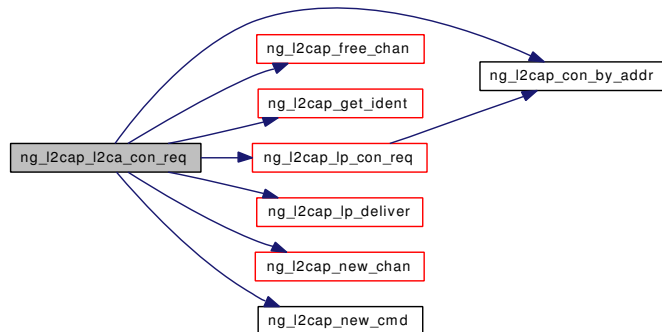 ng_l2cap_free_chan
ng_l2cap_con_by_addr
ng_l2cap_get_ident
ng_l2cap_l2ca_con_req
ng_l2cap_lp_con_req
ng_l2cap_lp_deliver
ng_l2cap_new_chan
ng_l2cap_new_cmd